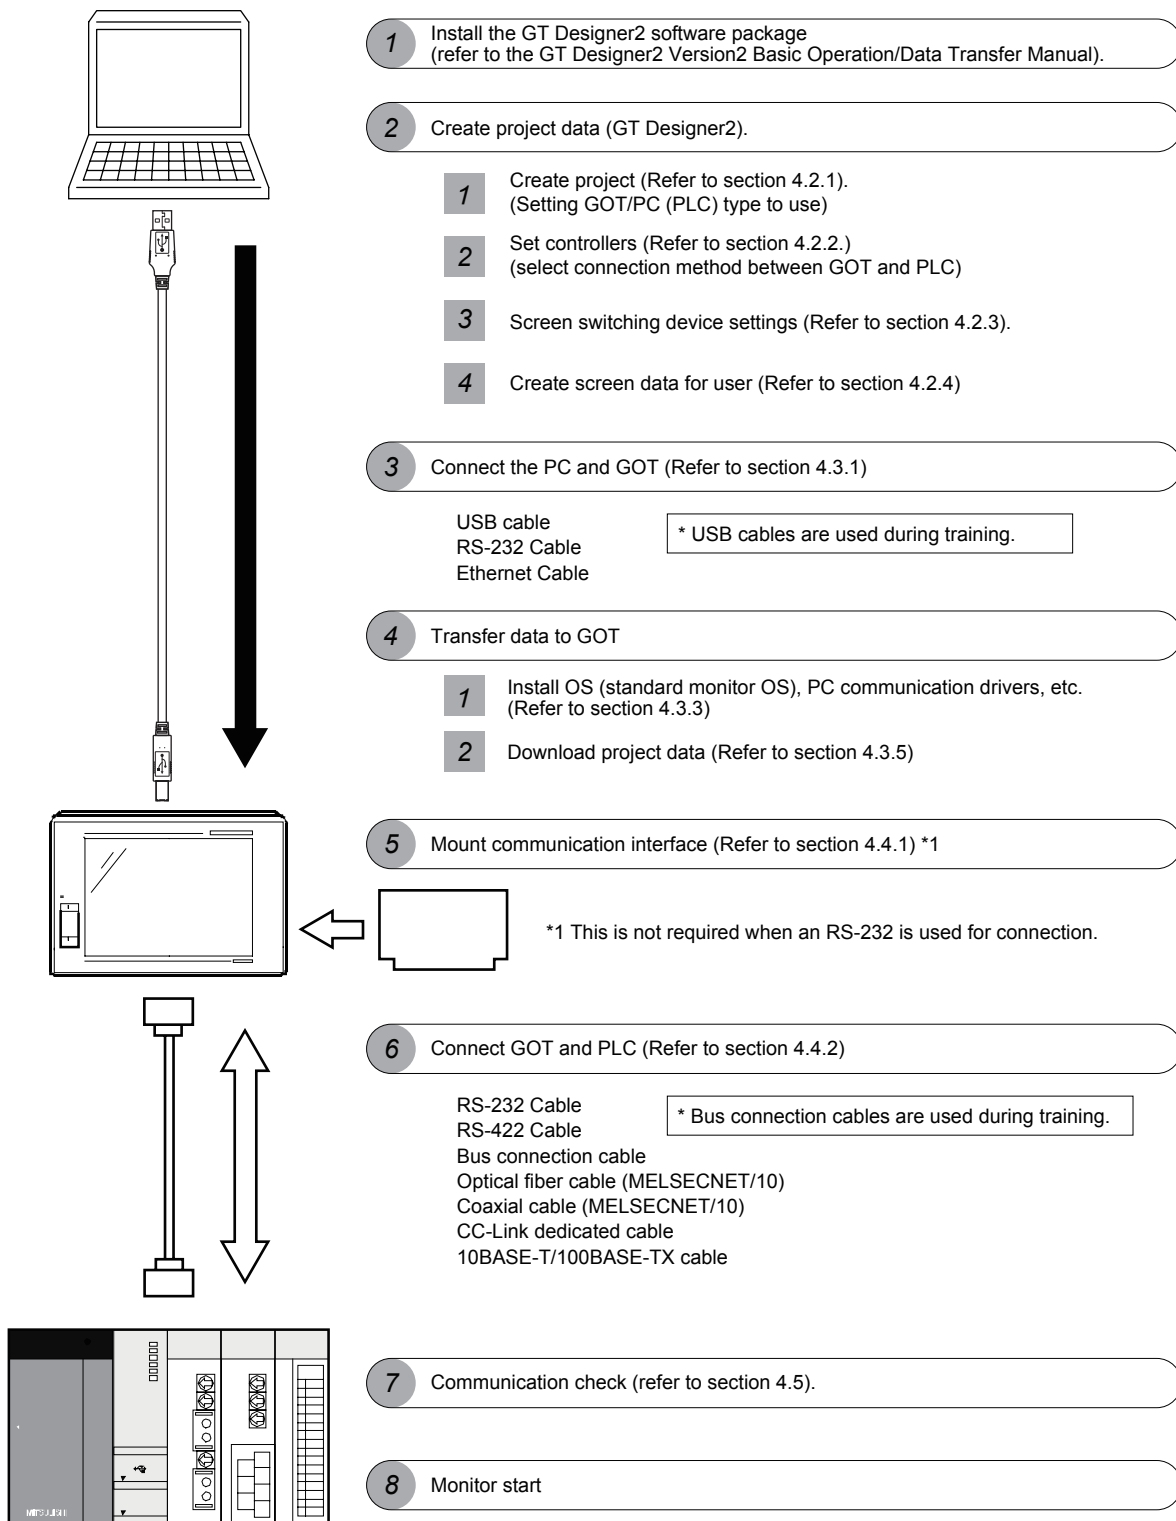 1 Install the GT Designer2 software package
(refer to the GT Designer2 Version2 Basic Operation/Data Transfer Manual).
2 Create project data (GT Designer2).
1 Create project (Refer to section 4.2.1).
(Setting GOT/PC (PLC) type to use)
2 Set controllers (Refer to section 4.2.2.)
(select connection method between GOT and PLC)
3 Screen switching device settings (Refer to section 4.2.3).
4 Create screen data for user (Refer to section 4.2.4)
3 Connect the PC and GOT (Refer to section 4.3.1)
USB cable
RS-232 Cable
Ethernet Cable
* USB cables are used during training.
4 Transfer data to GOT
1 Install OS (standard monitor OS), PC communication drivers, etc.
(Refer to section 4.3.3)
2 Download project data (Refer to section 4.3.5)
5 Mount communication interface (Refer to section 4.4.1) *1
*1 This is not required when an RS-232 is used for connection.
6 Connect GOT and PLC (Refer to section 4.4.2)
RS-232 Cable
RS-422 Cable
Bus connection cable
Optical fiber cable (MELSECNET/10)
Coaxial cable (MELSECNET/10)
CC-Link dedicated cable
10BASE-T/100BASE-TX cable
* Bus connection cables are used during training.
7 Communication check (refer to section 4.5).
8 Monitor start
MITSUBISHI